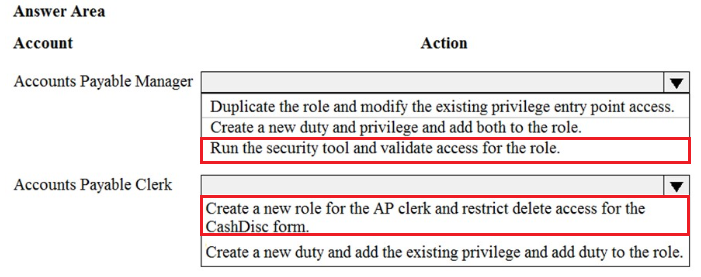 Answer Area
Account Action
Accounts Payable Manager
Duplicate the role and modify the existing privilege entry point access.
Create a new duty and privilege and add both to the role.
Run the security tool and validate access for the role.
Accounts Payable Clerk
Create a new role for the AP clerk and restrict delete access for the
CashDisc form.
Create a new duty and add the existing privilege and add duty to the role.